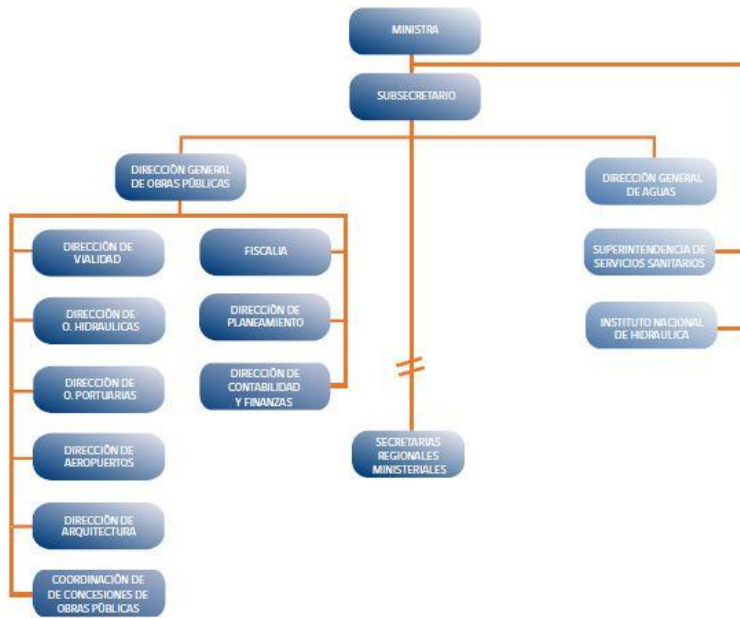 MINISTRA
SUBSECRETARIO
DIRECCIÓN GENERAL
DE OBRAS PÚBLICAS
DIRECCIÓN GENERAL
DE AGUAS
DIRECCIÓN DE
VIALIDAD
FISCALIA
SUPERINTENDENCIA DE
SERVICIOS SANITARIOS
DIRECCIÓN DE
O. HIDRAULICAS
DIRECCIÓN DE
PLANEAMIENTO
INSTITUTO NACIONAL
DE HIDRAULICA
DIRECCIÓN DE
O. PORTUARIAS
DIRECCIÓN DE
CONTABILIDAD
Y FINANZAS
DIRECCIÓN DE
AEROPUERTOS
SECRETARIAS
REGIONALES
MINISTERIALES
DIRECCIÓN DE
ARQUITECTURA
COORDINACIÓN DE
DE CONCESIONES DE
OBRAS PÚBLICAS